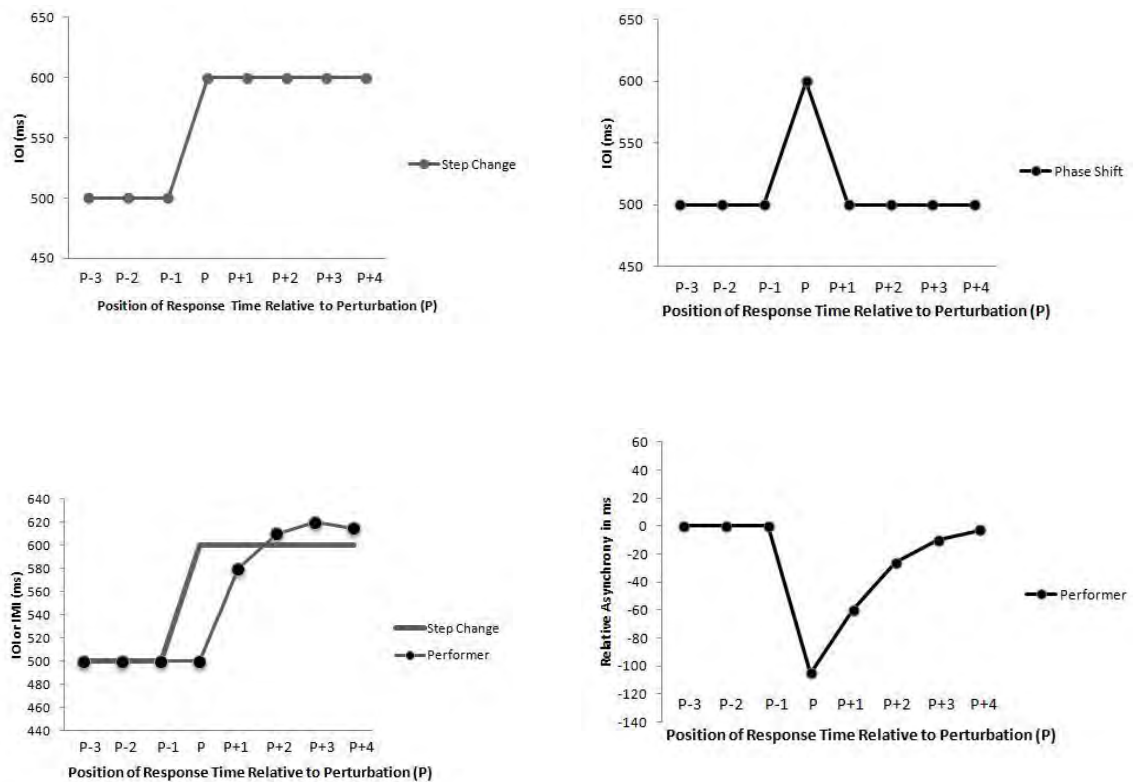 650
600
550
500
450
IOI (ms)
P-3 P-2 P-1 P P+1 P+2 P+3 P+4
Position of Response Time Relative to Perturbation (P)
Step Change
650
600
550
500
450
IOI (ms)
P-3 P-2 P-1 P P+1 P+2 P+3 P+4
Position of Response Time Relative to Perturbation (P)
Phase Shift
640
620
600
580
560
540
520
500
480
460
440
IOI or IMI (ms)
P-3 P-2 P-1 P P+1 P+2 P+3 P+4
Position of Response Time Relative to Perturbation (P)
Step Change
Performer
60
40
20
0
-20
-40
-60
-80
-100
-120
-140
Relative Asynchrony in ms
P-3 P-2 P-1 P P+1 P+2 P+3 P+4
Position of Response Time Relative to Perturbation (P)
Performer